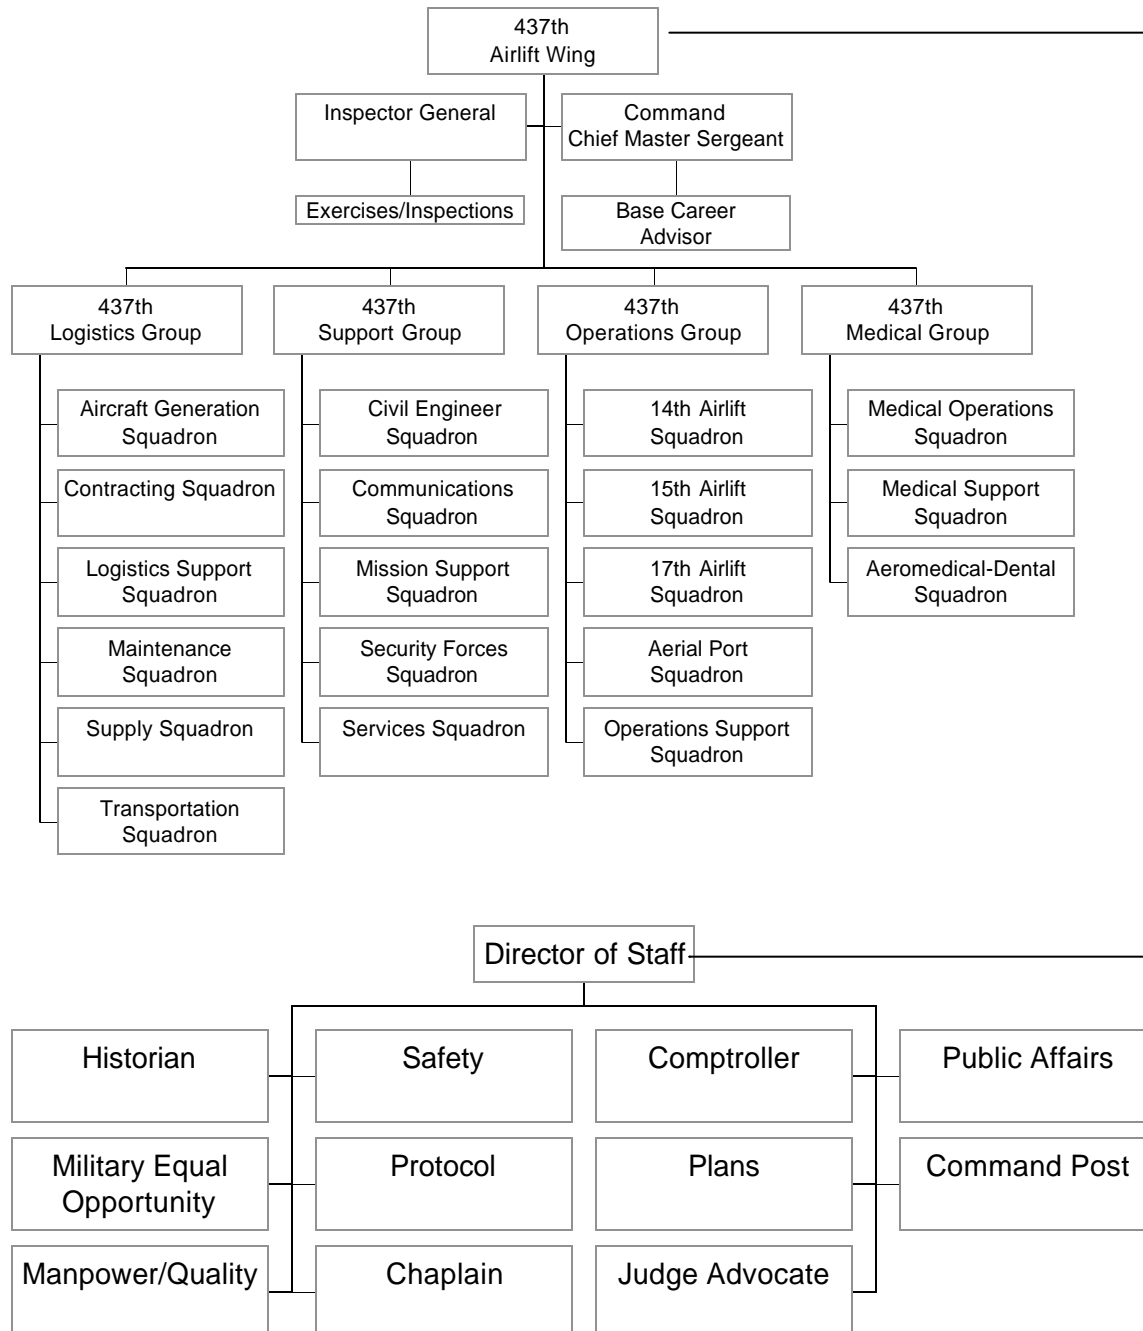 437th
Airlift Wing
Inspector General
Command
Chief Master Sergeant
Exercises/Inspections
Base Career
Advisor
437th
Logistics Group
437th
Support Group
437th
Operations Group
437th
Medical Group
Aircraft Generation
Squadron
Contracting Squadron
Logistics Support
Squadron
Maintenance
Squadron
Supply Squadron
Transportation
Squadron
Civil Engineer
Squadron
Communications
Squadron
Mission Support
Squadron
Security Forces
Squadron
Services Squadron
14th Airlift
Squadron
15th Airlift
Squadron
17th Airlift
Squadron
Aerial Port
Squadron
Operations Support
Squadron
Medical Operations
Squadron
Medical Support
Squadron
Aeromedical-Dental
Squadron
Director of Staff
Historian
Safety
Comptroller
Public Affairs
Military Equal
Opportunity
Protocol
Plans
Command Post
Manpower/Quality
Chaplain
Judge Advocate